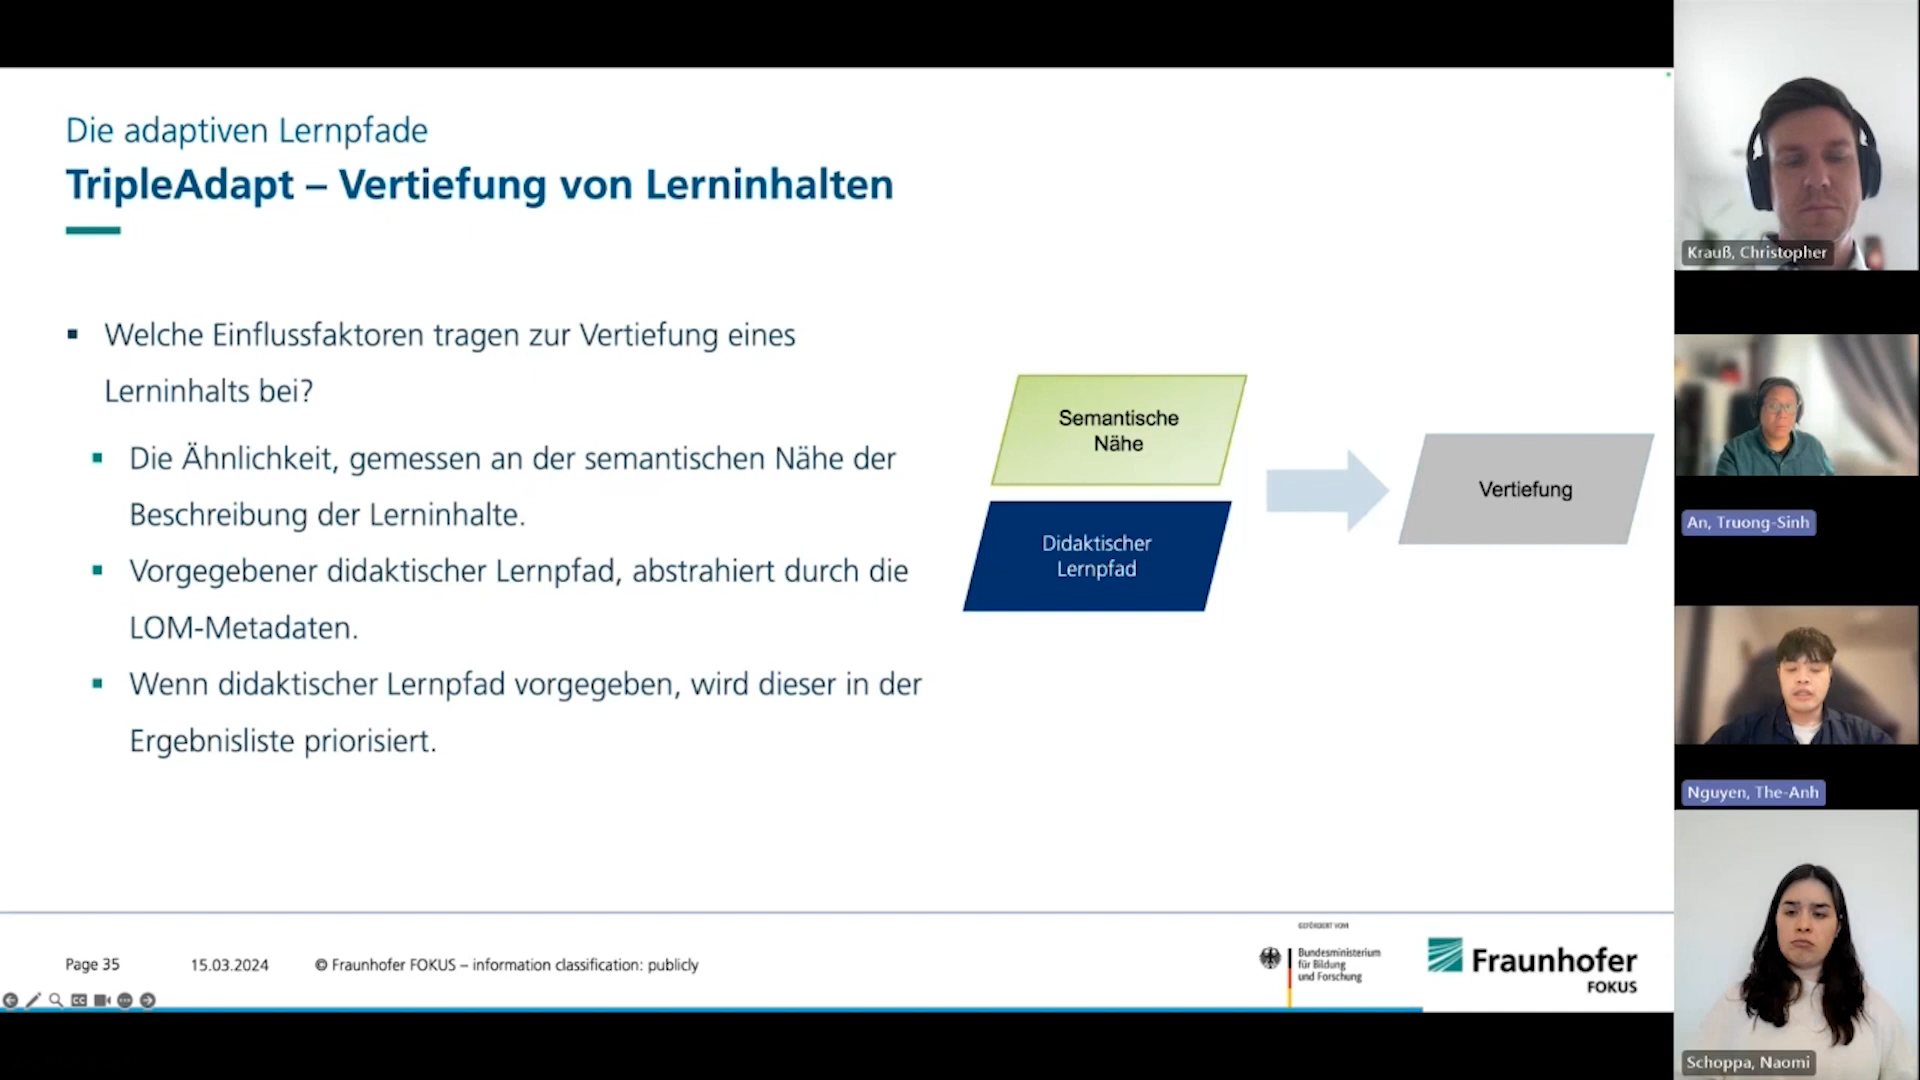 Die adaptiven Lernpfade
TripleAdapt – Vertiefung von Lerninhalten
▪ Welche Einflussfaktoren tragen zur Vertiefung eines
Lerninhalts bei?
▪ Die Ähnlichkeit, gemessen an der semantischen Nähe der
Beschreibung der Lerninhalte.
▪ Vorgegebener didaktischer Lernpfad, abstrahiert durch die
LOM-Metadaten.
▪ Wenn didaktischer Lernpfad vorgegeben, wird dieser in der
Ergebnisliste priorisiert.
Semantische
Nähe
Didaktischer
Lernpfad
Vertiefung
Page 35
15.03.2024
© Fraunhofer FOKUS – information classification: publicly
GEFÖRDERT VOM
Bundesministerium
für Bildung
und Forschung
Fraunhofer
FOKUS
CC
Krauß, Christopher
An, Truong-Sinh
Nguyen, The-Anh
Schoppa, Naomi